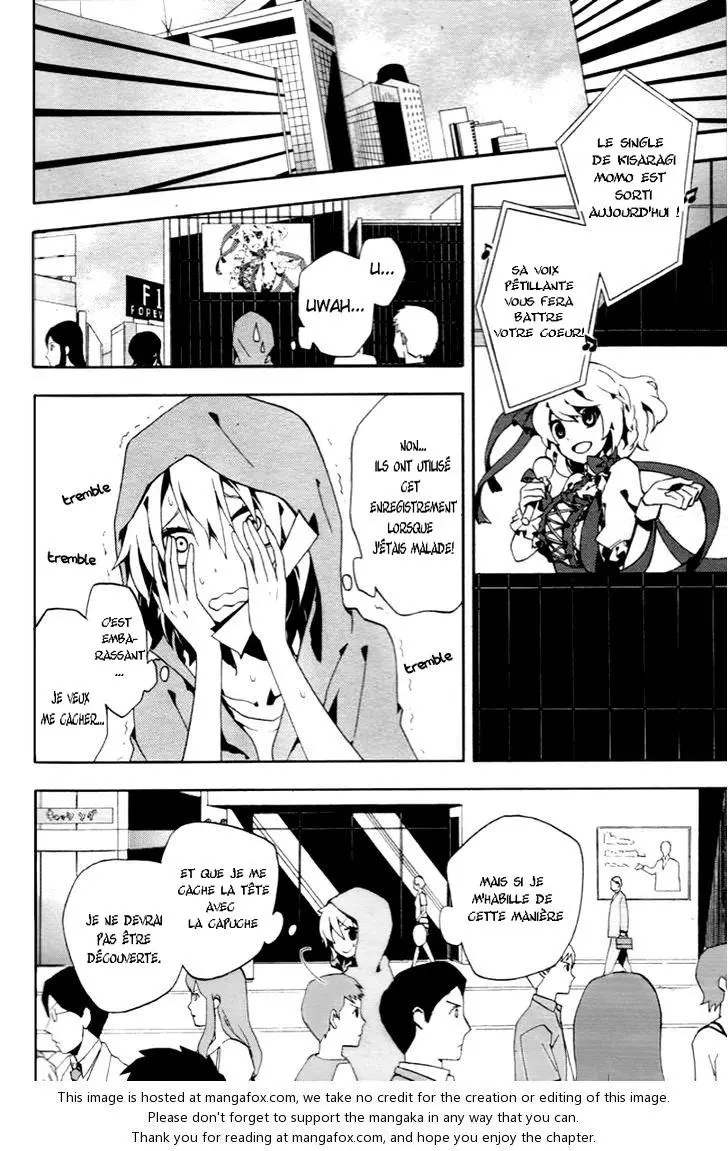 LE SINGLE
DE KISARAGI
MOMO EST
SORTI
AUJOURD'HUI !
SA VOIX
PÉTILLANTE
VOUS FERA
BATTRE
VOTRE COEUR!
U...
UWAH...
F1
FOREV
NON...
ILS ONT UTILISÉ
CET
ENREGISTREMENT
LORSQUE
J'ÉTAIS MALADE!
tremble
tremble
tremble
C'EST
EMBA-
RASSANT
...
JE VEUX
ME CACHER...
MAIS SI JE
M'HABILLE DE
CETTE MANIÈRE
ET QUE JE ME
CACHE LA TÊTE
AVEC
LA CAPUCHE
JE NE DEVRAI
PAS ÊTRE
DÉCOUVERTE.
This image is hosted at mangafox.com, we take no credit for the creation or editing of this image.
Please don't forget to support the mangaka in any way that you can.
Thank you for reading at mangafox.com, and hope you enjoy the chapter.